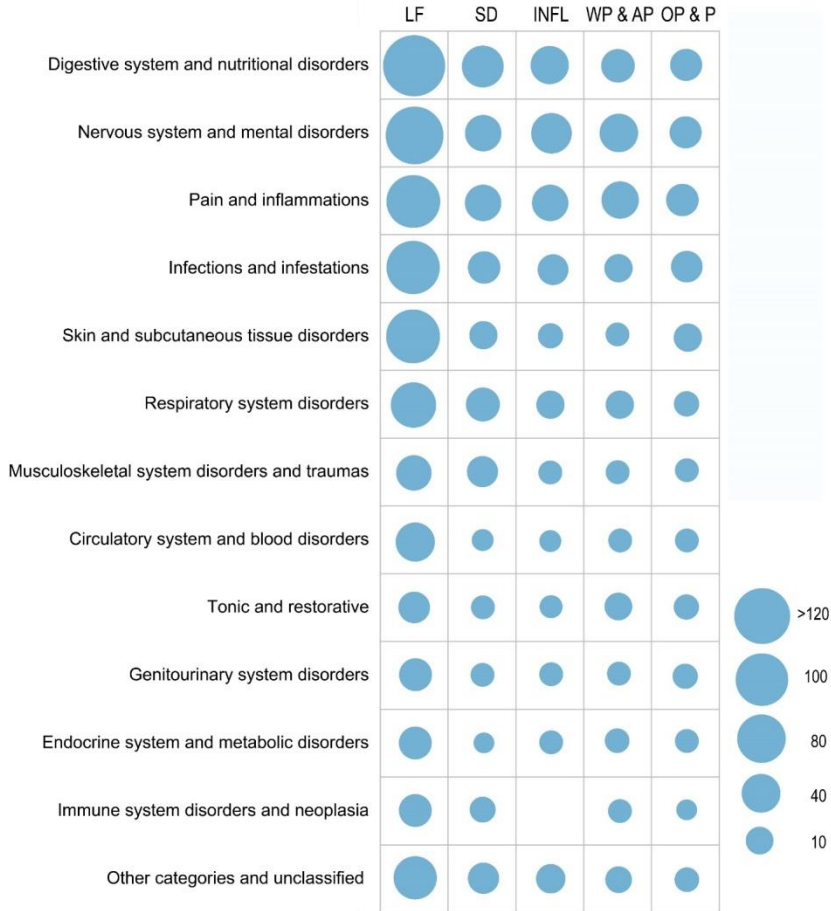 LF SD INFL WP & AP OP & P
Digestive system and nutritional disorders
Nervous system and mental disorders
Pain and inflammations
Infections and infestations
Skin and subcutaneous tissue disorders
Respiratory system disorders
Musculoskeletal system disorders and traumas
Circulatory system and blood disorders
Tonic and restorative
Genitourinary system disorders
Endocrine system and metabolic disorders
Immune system disorders and neoplasia
Other categories and unclassified
>120
100
80
40
10